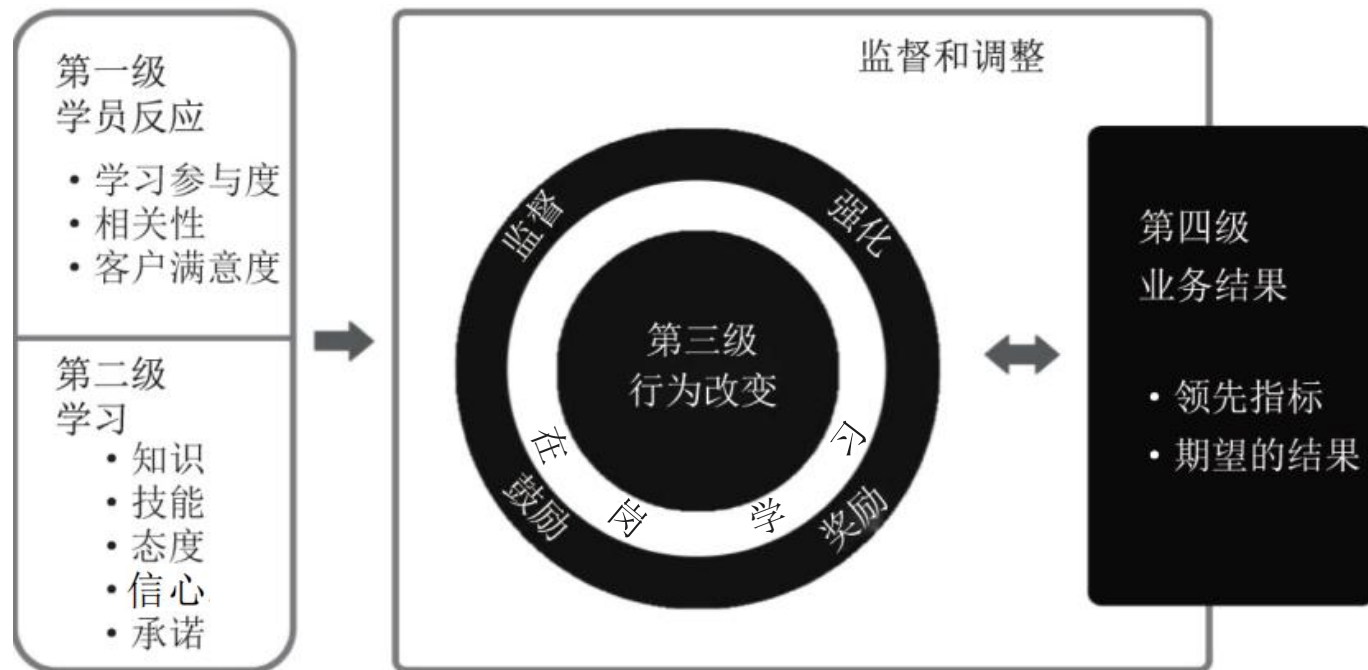 第一级
学员反应
• 学习参与度
• 相关性
• 客户满意度
第二级
学习
• 知识
• 技能
• 态度
• 信心
• 承诺
监督和调整
监督
强化
第三级
行为改变
在岗学习
鼓励
奖励
第四级
业务结果
• 领先指标
• 期望的结果